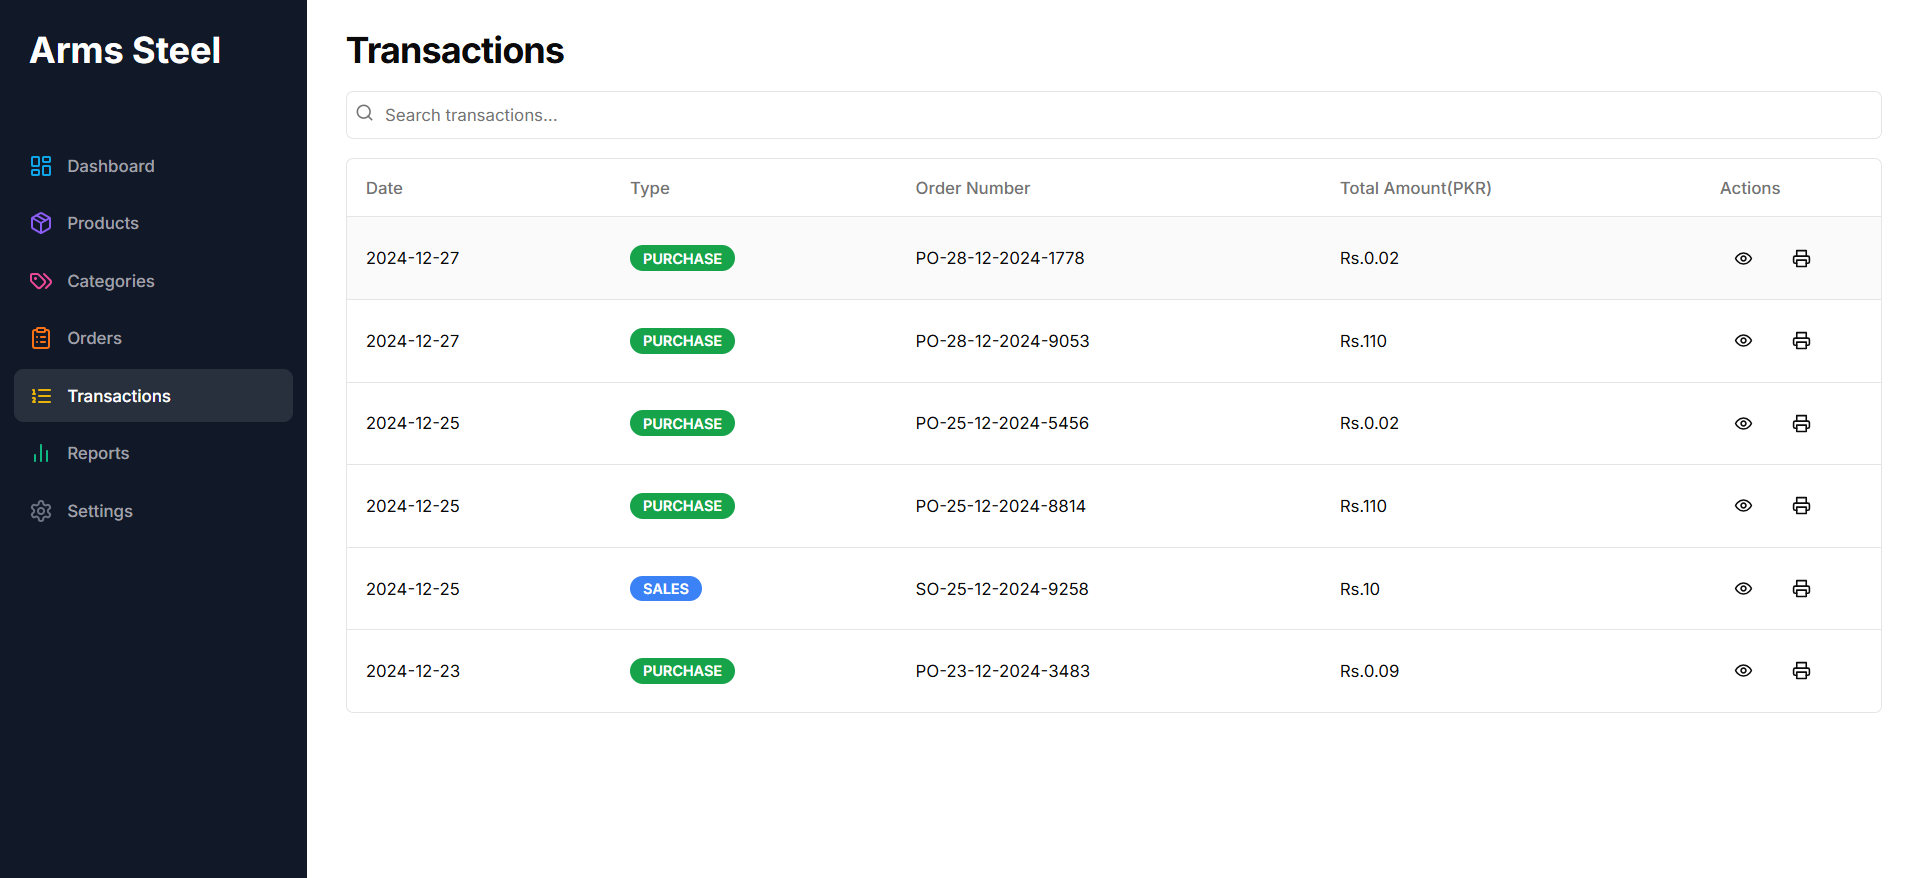 Arms Steel
Dashboard
Products
Categories
Orders
Transactions
Reports
Settings
Transactions
Search transactions...
Date Type Order Number Total Amount(PKR) Actions
2024-12-27 PURCHASE PO-28-12-2024-1778 Rs.0.02
2024-12-27 PURCHASE PO-28-12-2024-9053 Rs.110
2024-12-25 PURCHASE PO-25-12-2024-5456 Rs.0.02
2024-12-25 PURCHASE PO-25-12-2024-8814 Rs.110
2024-12-25 SALES SO-25-12-2024-9258 Rs.10
2024-12-23 PURCHASE PO-23-12-2024-3483 Rs.0.09